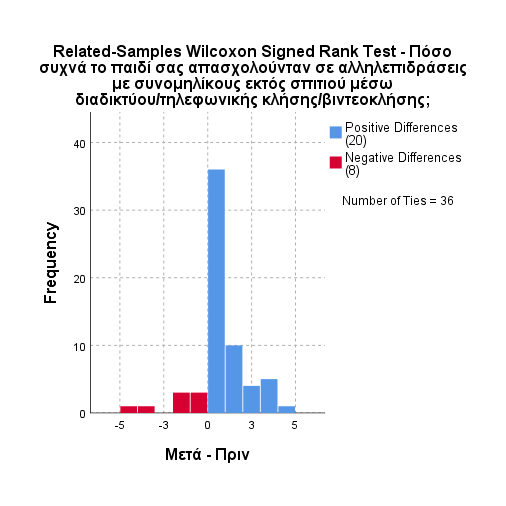 Related-Samples Wilcoxon Signed Rank Test - Πόσο
συχνά το παιδί σας απασχολούνταν σε αλληλεπιδράσεις
με συνομηλίκους εκτός σπιτιού μέσω
διαδικτύου/τηλεφωνικής κλήσης/βιντεοκλήσης;
Positive Differences
(20)
Negative Differences
(8)
Number of Ties = 36
Frequency
40
30
20
10
0
-5
-3
0
3
5
Μετά - Πριν